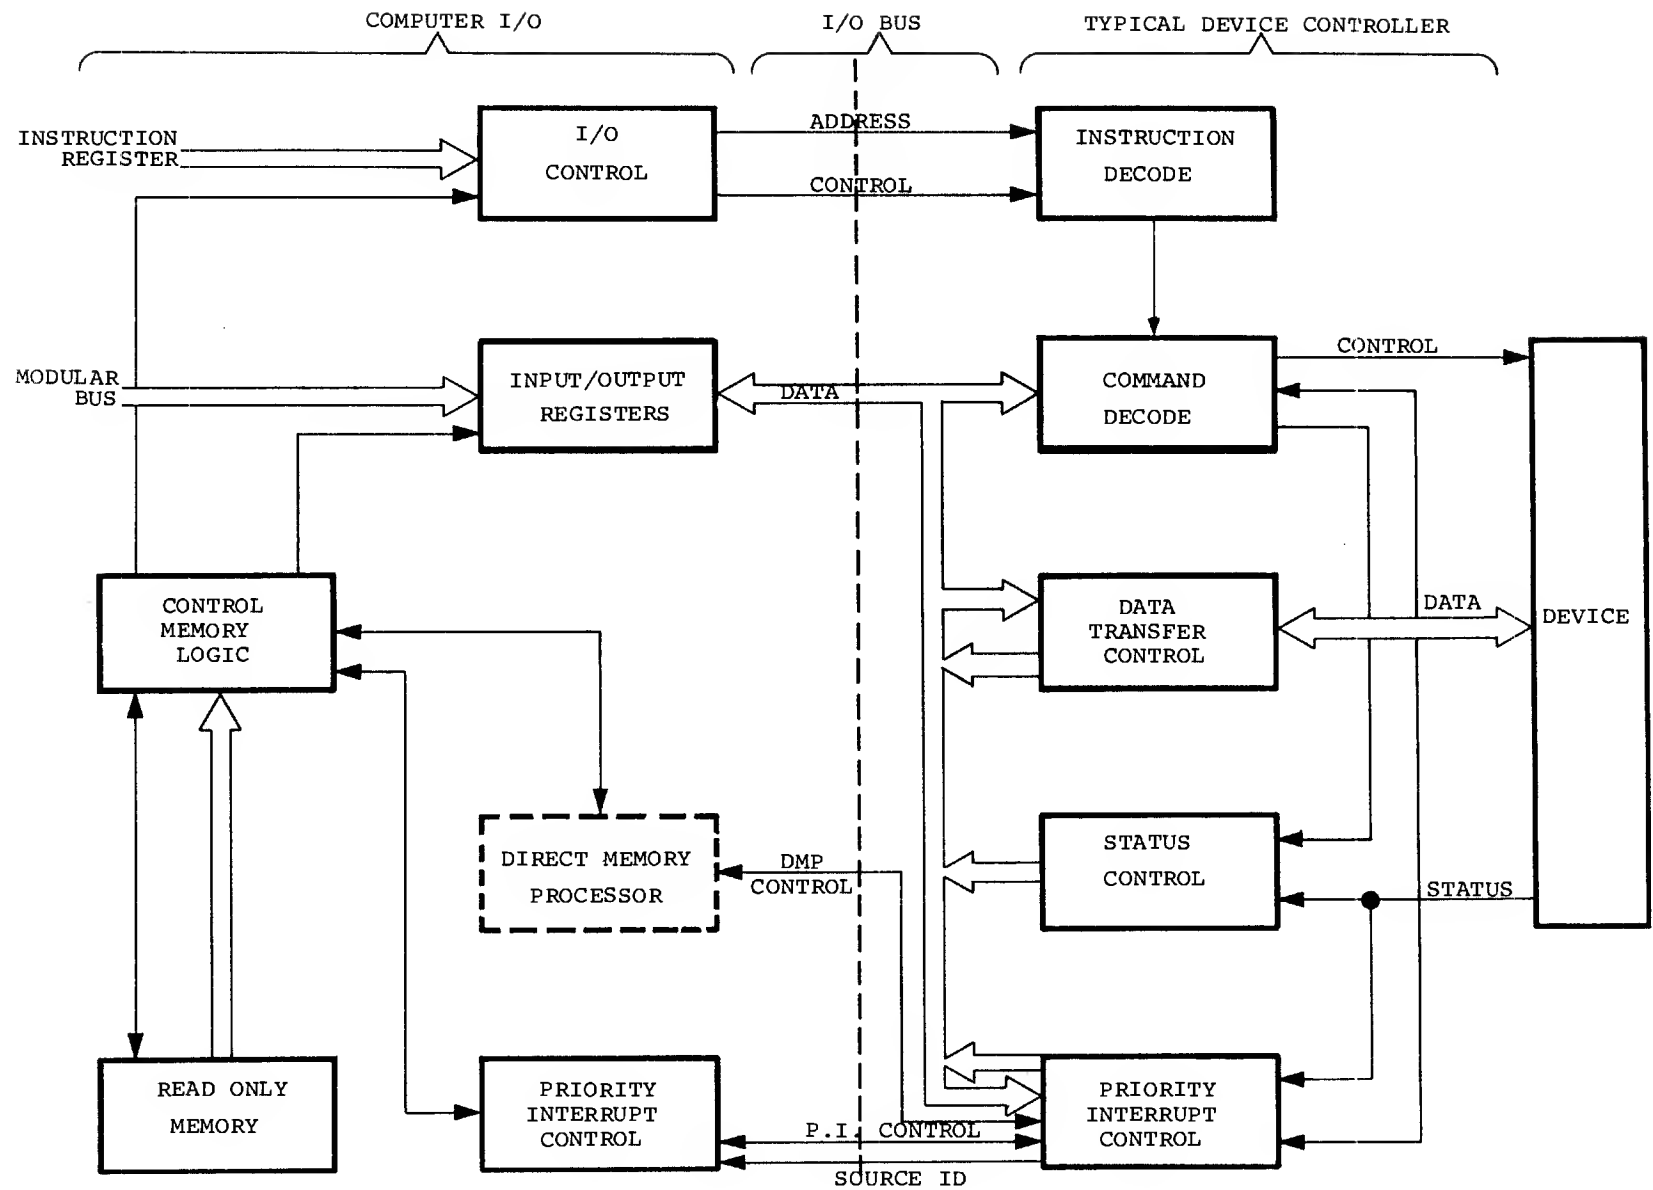 COMPUTER I/O
I/O BUS
TYPICAL DEVICE CONTROLLER
INSTRUCTION
REGISTER
I/O
CONTROL
ADDRESS
CONTROL
INSTRUCTION
DECODE
MODULAR
BUS
INPUT/OUTPUT
REGISTERS
DATA
COMMAND
DECODE
CONTROL
CONTROL
MEMORY
LOGIC
DATA
TRANSFER
CONTROL
DATA
DEVICE
DIRECT MEMORY
PROCESSOR
DMP
CONTROL
STATUS
CONTROL
STATUS
READ ONLY
MEMORY
PRIORITY
INTERRUPT
CONTROL
P.I. CONTROL
SOURCE ID
PRIORITY
INTERRUPT
CONTROL